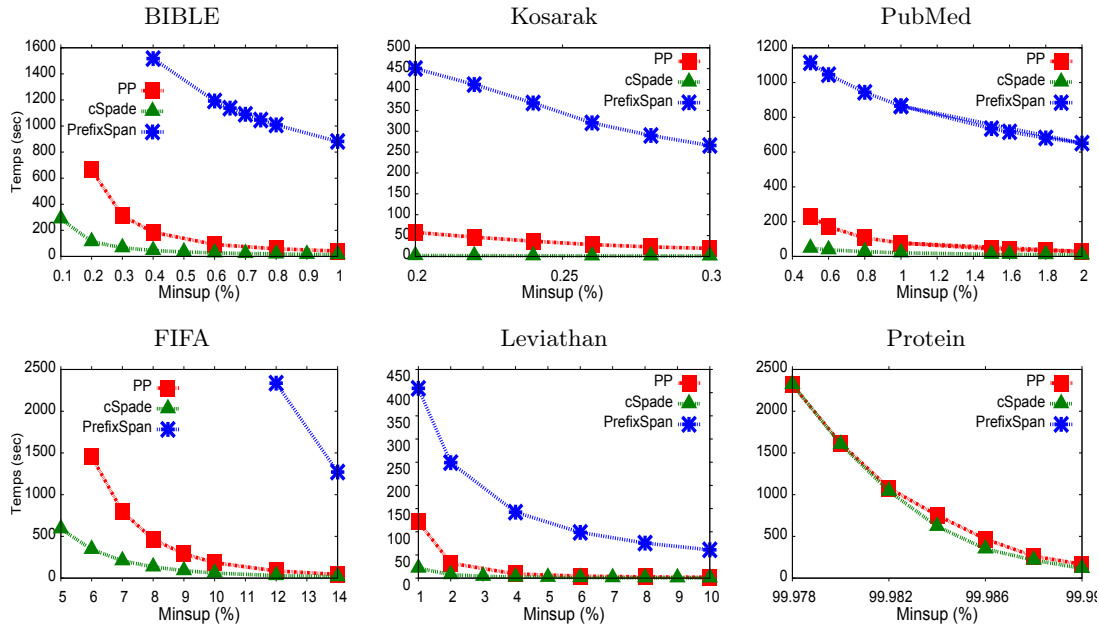 BIBLE
1600
1400
1200
1000
800
600
400
200
0
Temps (sec)
PP
cSpade
PrefixSpan
0.1 0.2 0.3 0.4 0.5 0.6 0.7 0.8 0.9 1
Minsup (%)
Kosarak
500
450
400
350
300
250
200
150
100
50
0
PP
cSpade
PrefixSpan
0.2 0.25 0.3
Minsup (%)
PubMed
1200
1000
800
600
400
200
0
PP
cSpade
PrefixSpan
0.4 0.6 0.8 1 1.2 1.4 1.6 1.8 2
Minsup (%)
FIFA
2500
2000
1500
1000
500
0
Temps (sec)
PP
cSpade
PrefixSpan
5 6 7 8 9 10 11 12 13 14
Minsup (%)
Leviathan
450
400
350
300
250
200
150
100
50
0
PP
cSpade
PrefixSpan
1 2 3 4 5 6 7 8 9 10
Minsup (%)
Protein
2500
2000
1500
1000
500
0
PP
cSpade
PrefixSpan
99.978 99.982 99.986 99.99
Minsup (%)